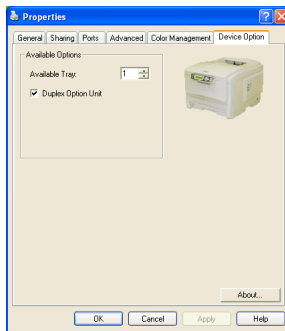 Properties
General Sharing Ports Advanced Color Management Device Option
Available Options
Available Tray: 1
Duplex Option Unit
About...
OK Cancel Apply Help